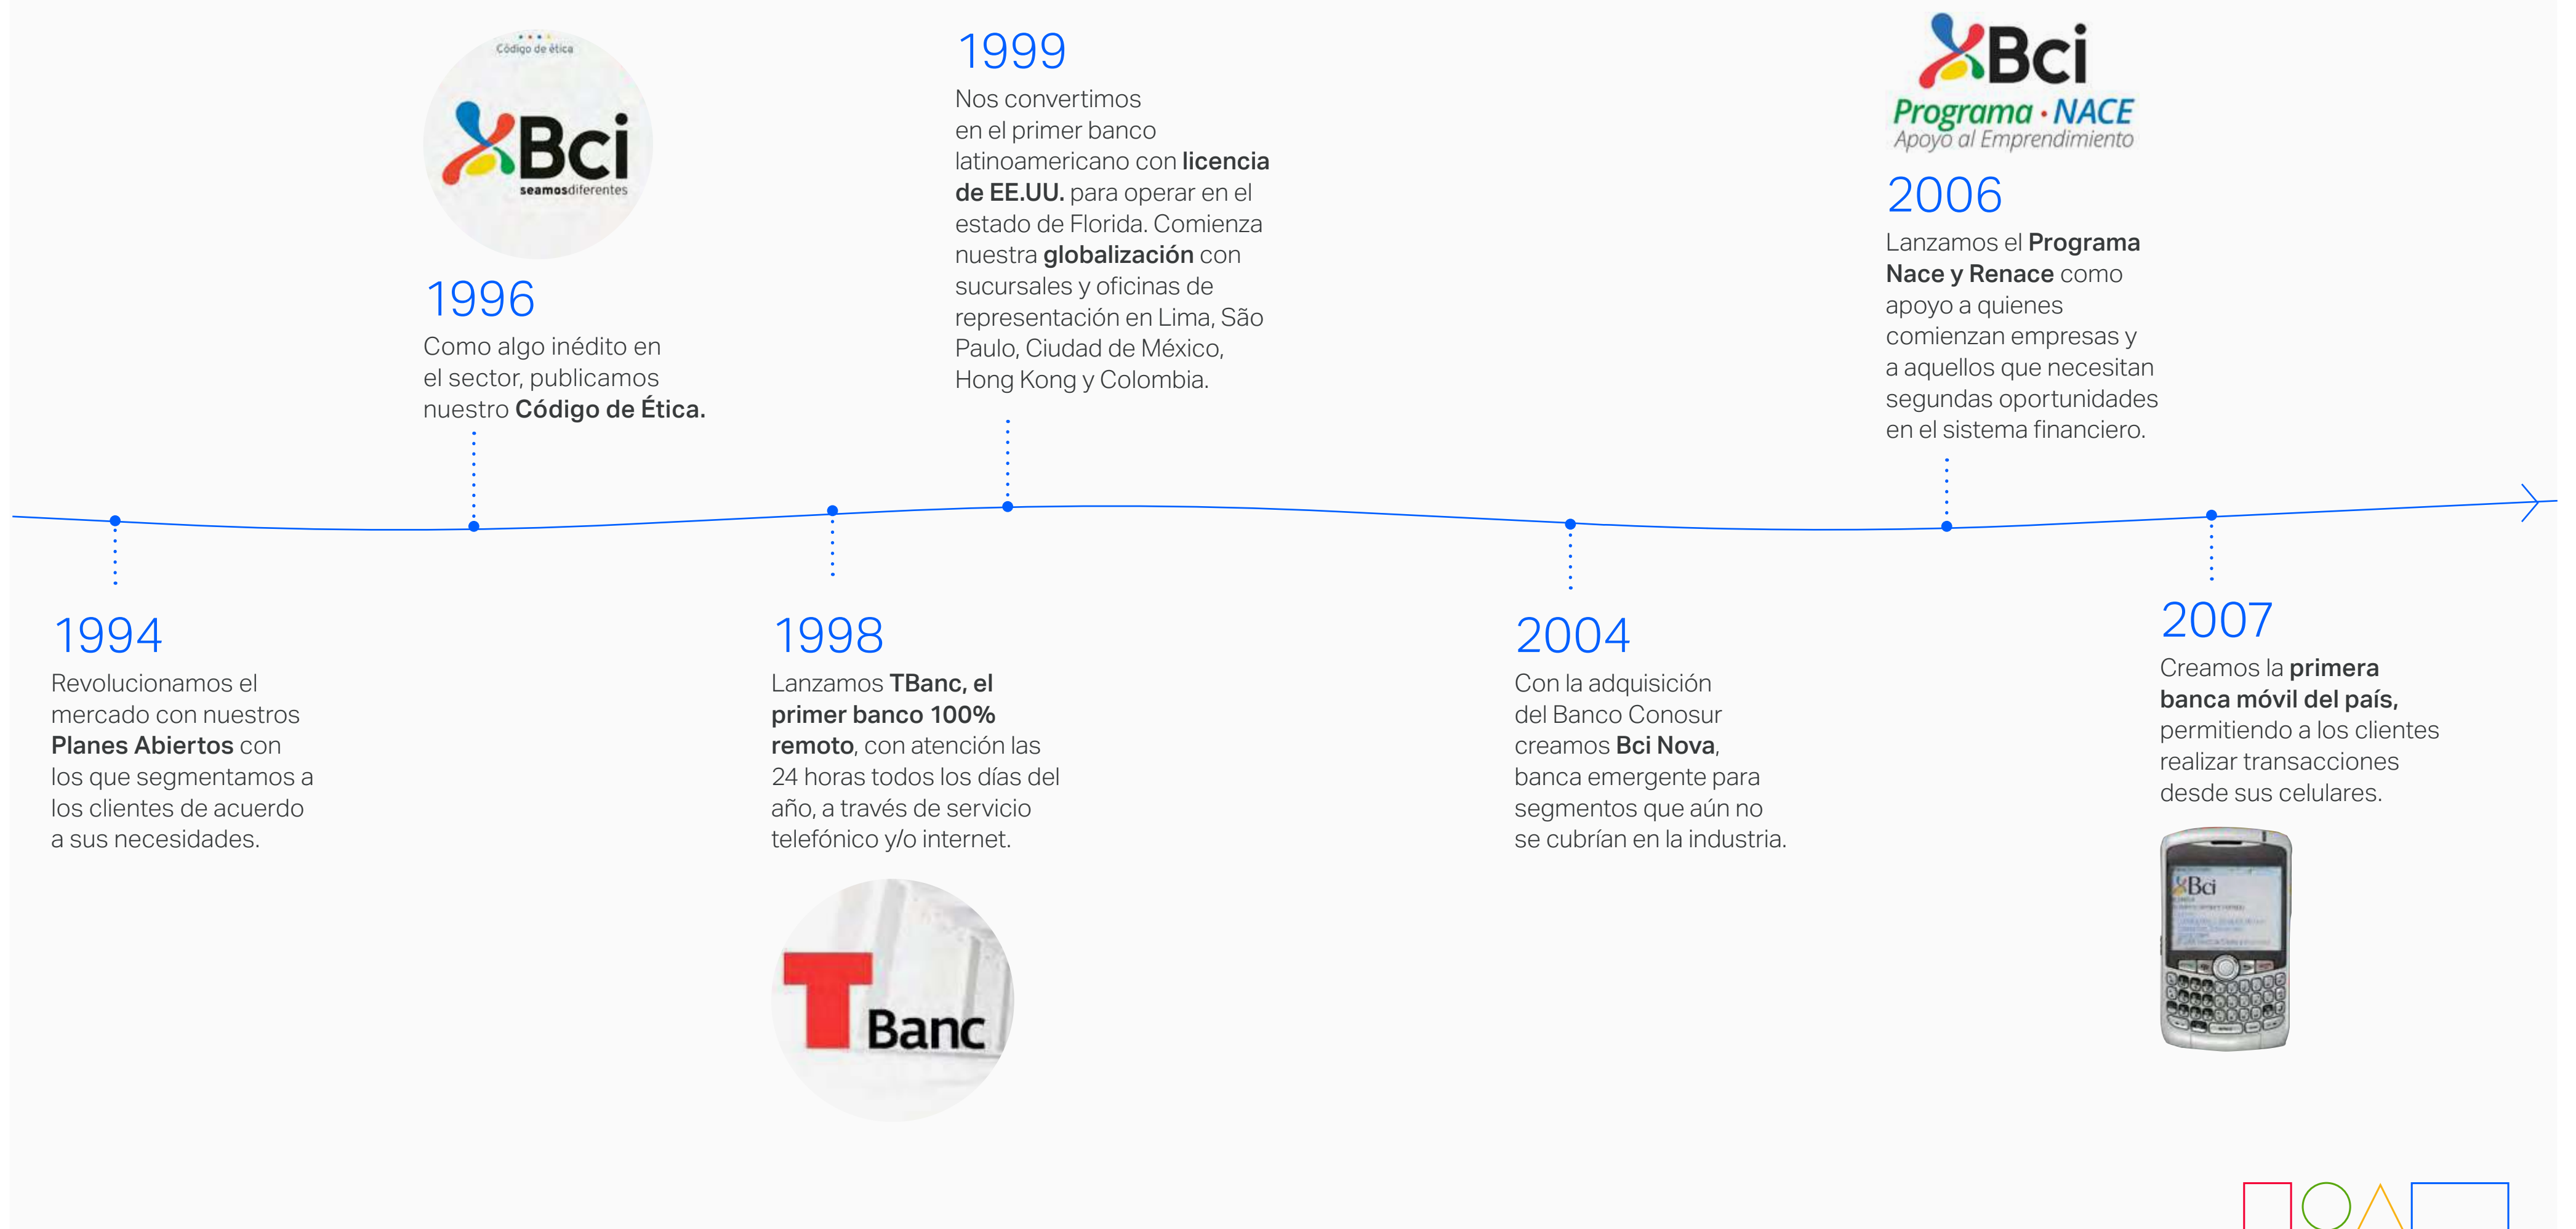 Código de ética
Bci
seamosdiferentes
1996
Como algo inédito en
el sector, publicamos
nuestro Código de Ética.
1999
Nos convertimos
en el primer banco
latinoamericano con licencia
de EE.UU. para operar en el
estado de Florida. Comienza
nuestra globalización con
sucursales y oficinas de
representación en Lima, São
Paulo, Ciudad de México,
Hong Kong y Colombia.
Bci
Programa · NACE
Apoyo al Emprendimiento
2006
Lanzamos el Programa
Nace y Renace como
apoyo a quienes
comienzan empresas y
a aquellos que necesitan
segundas oportunidades
en el sistema financiero.
1994
Revolucionamos el
mercado con nuestros
Planes Abiertos con
los que segmentamos a
los clientes de acuerdo
a sus necesidades.
1998
Lanzamos TBanc, el
primer banco 100%
remoto, con atención las
24 horas todos los días del
año, a través de servicio
telefónico y/o internet.
T Banc
2004
Con la adquisición
del Banco Conosur
creamos Bci Nova,
banca emergente para
segmentos que aún no
se cubrían en la industria.
2007
Creamos la primera
banca móvil del país,
permitiendo a los clientes
realizar transacciones
desde sus celulares.
Bci